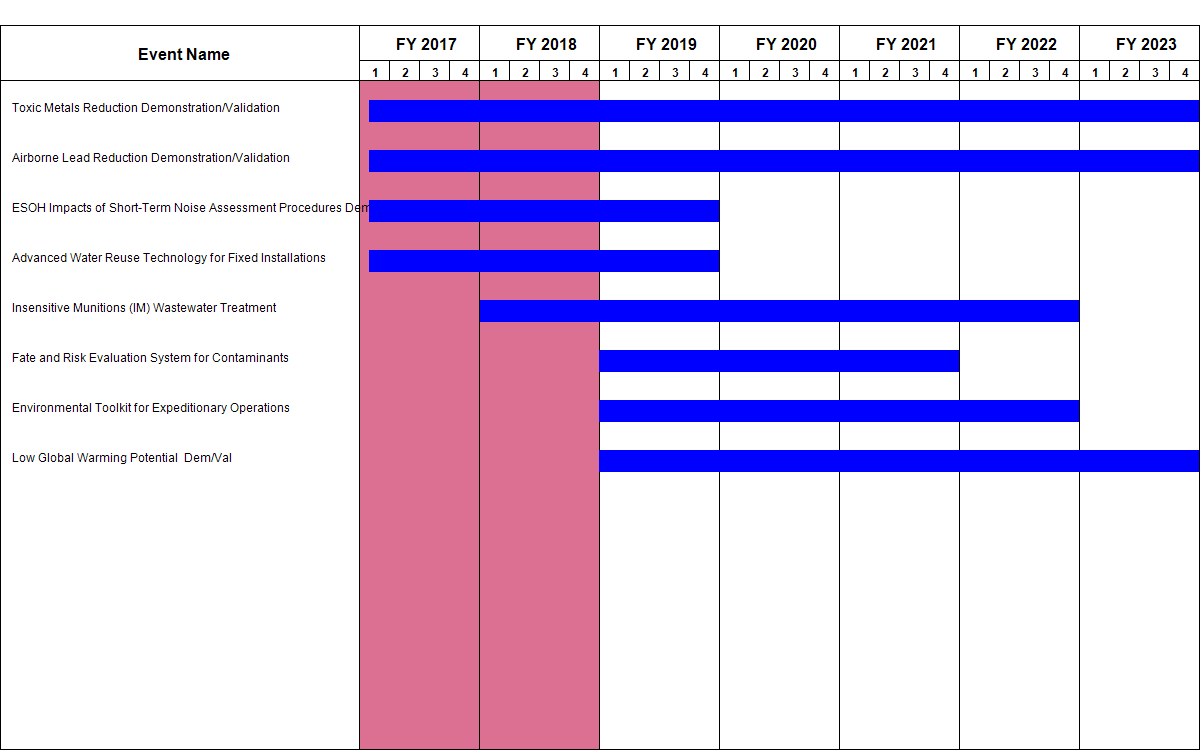 Event Name
FY 2017 FY 2018 FY 2019 FY 2020 FY 2021 FY 2022 FY 2023
1 2 3 4 1 2 3 4 1 2 3 4 1 2 3 4 1 2 3 4 1 2 3 4 1 2 3 4
Toxic Metals Reduction Demonstration/Validation
Airborne Lead Reduction Demonstration/Validation
ESOH Impacts of Short-Term Noise Assessment Procedures Dem
Advanced Water Reuse Technology for Fixed Installations
Insensitive Munitions (IM) Wastewater Treatment
Fate and Risk Evaluation System for Contaminants
Environmental Toolkit for Expeditionary Operations
Low Global Warming Potential  Dem/Val